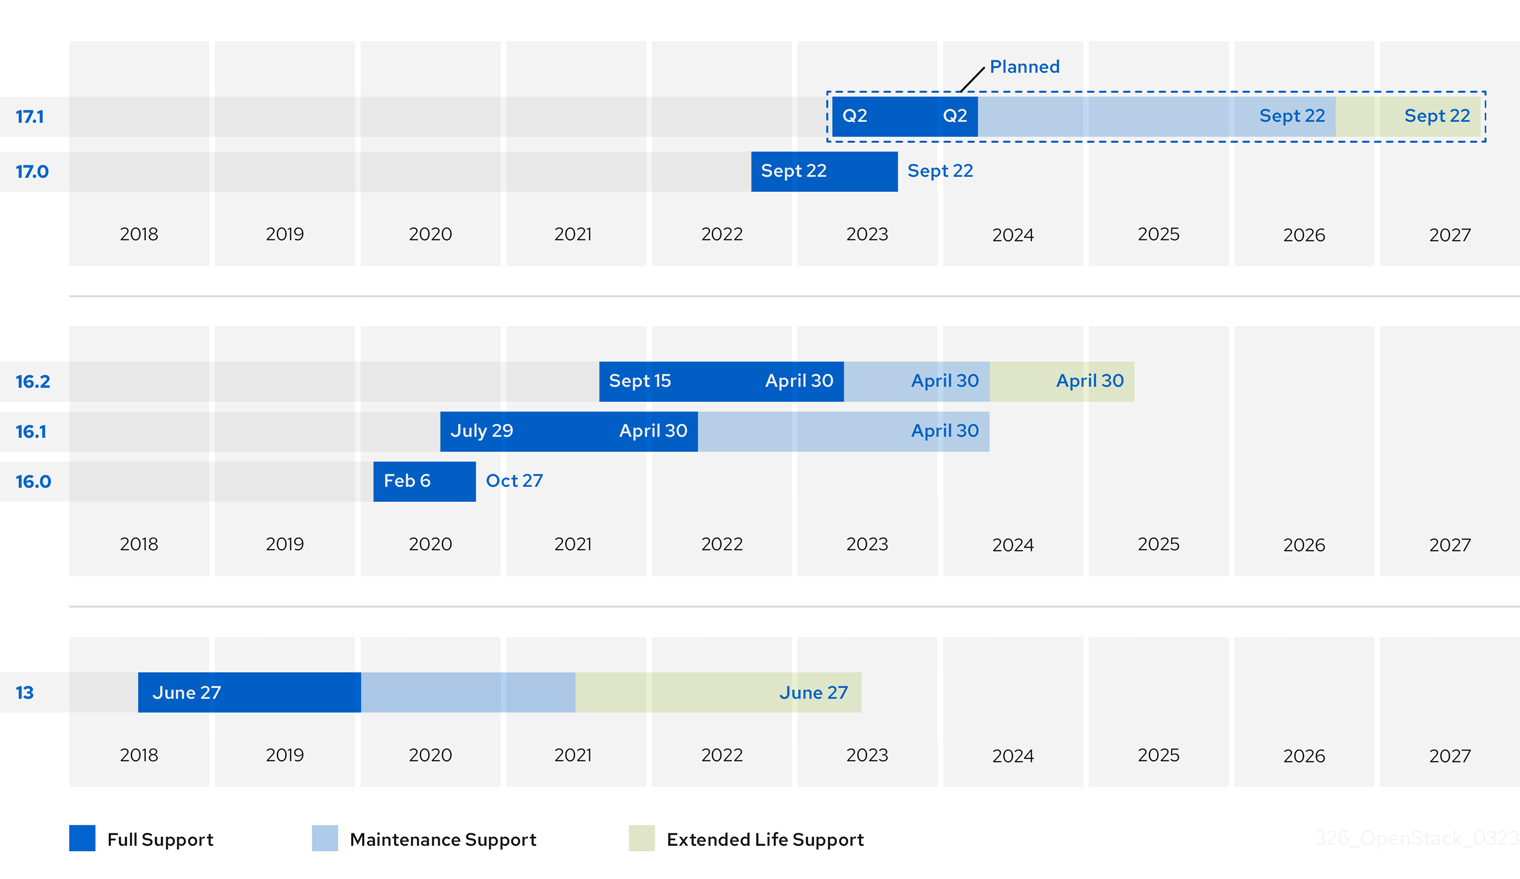 Planned
17.1 Q2 Q2 Sept 22 Sept 22
17.0 Sept 22 Sept 22
2018 2019 2020 2021 2022 2023 2024 2025 2026 2027
16.2 Sept 15 April 30 April 30 April 30
16.1 July 29 April 30 April 30
16.0 Feb 6 Oct 27
2018 2019 2020 2021 2022 2023 2024 2025 2026 2027
13 June 27 June 27
2018 2019 2020 2021 2022 2023 2024 2025 2026 2027
Full Support Maintenance Support Extended Life Support
326_OpenStack_0323